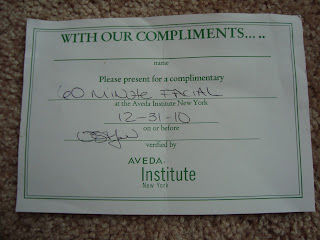 WITH OUR COMPLIMENTS.....
name
Please present for a complimentary
60 MINUTE FACIAL
at the Aveda Institute New York
12-31-10
on or before
verified by
AVEDA
Institute
New York